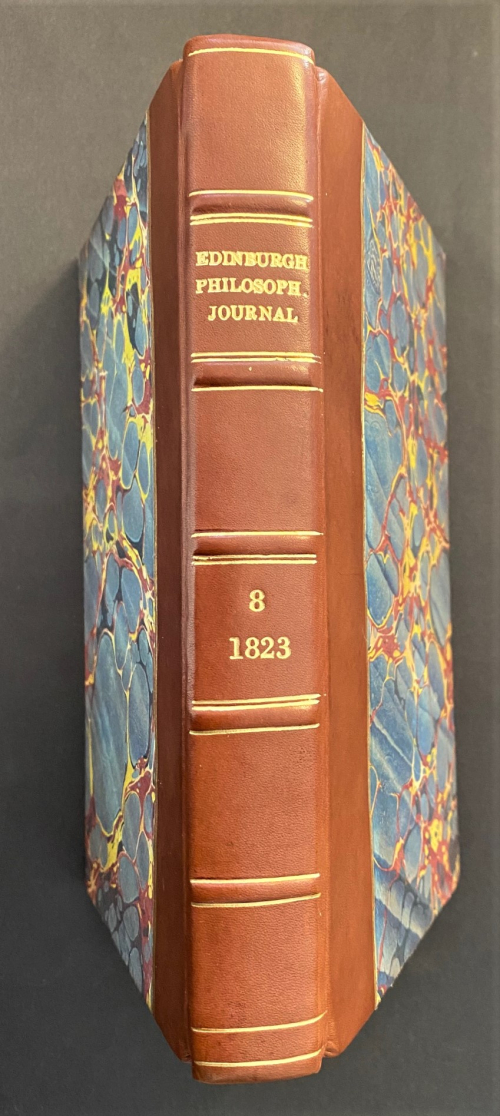 EDINBURGH
PHILOSOPH.
JOURNAL
8
1823